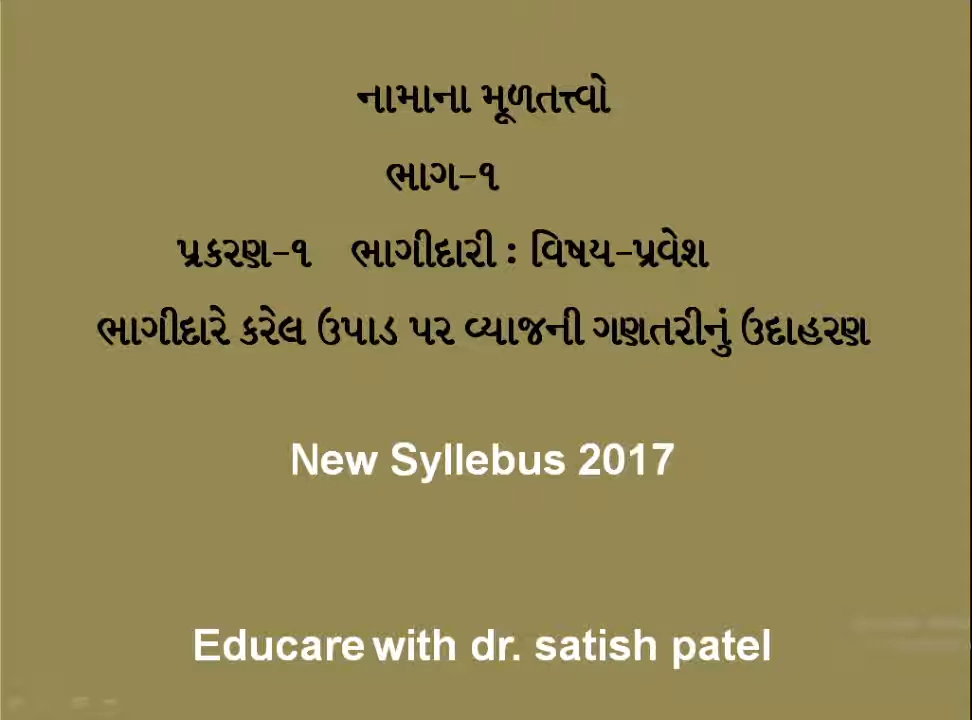 નામાના મૂળતત્ત્વો
ભાગ-૧
પ્રકરણ-૧ ભાગીદારી : વિષય-પ્રવેશ
ભાગીદારે કરેલ ઉપાડ પર વ્યાજની ગણતરીનું ઉદાહરણ
New Syllebus 2017
Educare with dr. satish patel